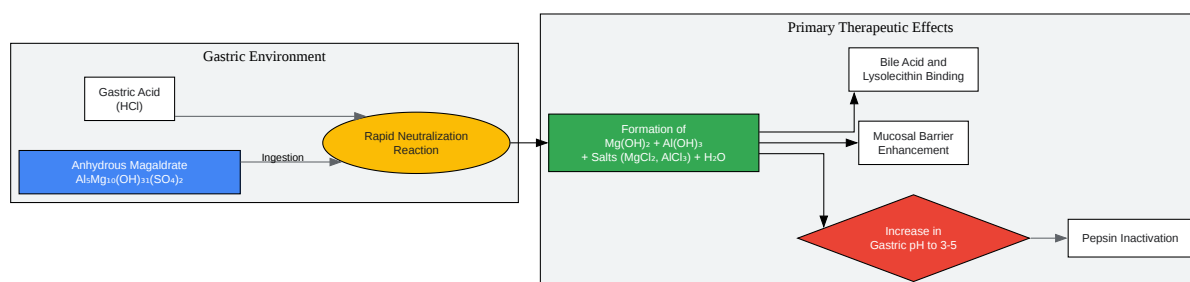 Gastric Environment
Gastric Acid
(HCl)
Anhydrous Magaldrate
Al₅Mg₁₀(OH)₃₁(SO₄)₂
Ingestion
Rapid Neutralization
Reaction
Primary Therapeutic Effects
Formation of
Mg(OH)₂ + Al(OH)₃
+ Salts (MgCl₂, AlCl₃) + H₂O
Bile Acid and
Lysolecithin Binding
Mucosal Barrier
Enhancement
Increase in
Gastric pH to 3-5
Pepsin Inactivation